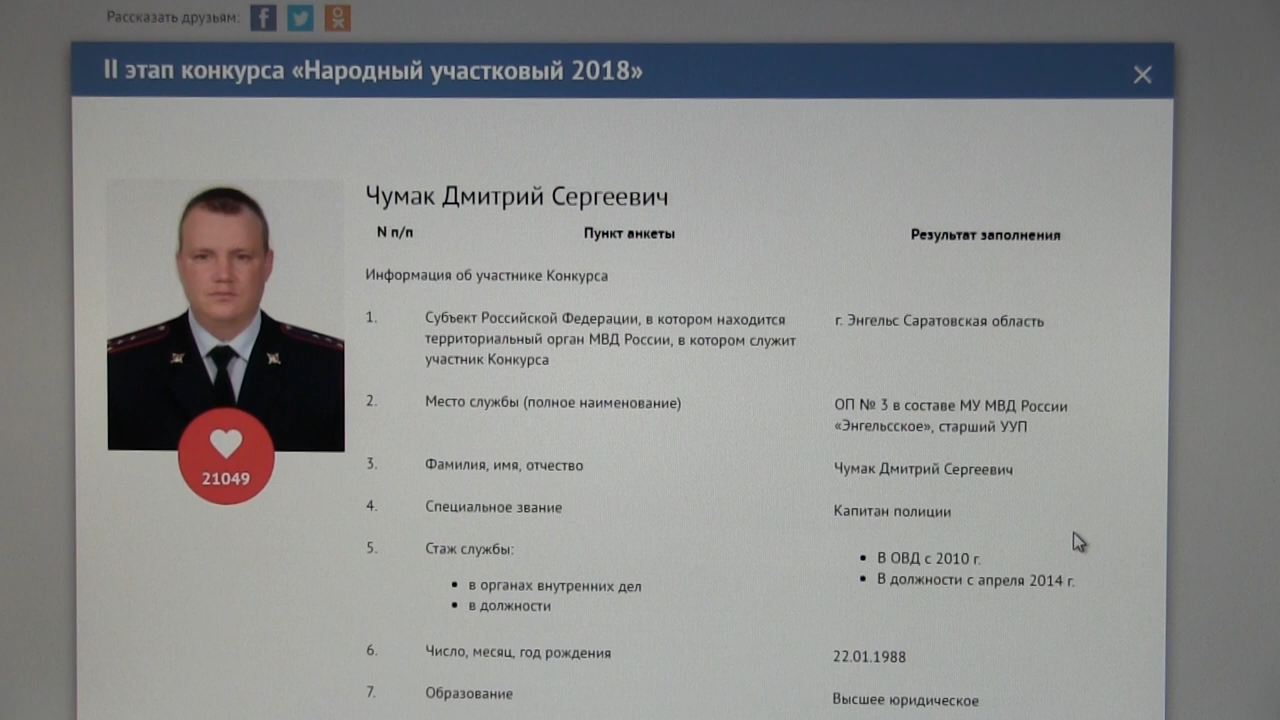 Рассказать друзьям:
II этап конкурса «Народный участковый 2018»
Чумак Дмитрий Сергеевич
N п/п Пункт анкеты Результат заполнения
Информация об участнике Конкурса
1. Субъект Российской Федерации, в котором находится г. Энгельс Саратовская область
территориальный орган МВД России, в котором служит
участник Конкурса
2. Место службы (полное наименование) ОП № 3 в составе МУ МВД России
«Энгельсское», старший УУП
3. Фамилия, имя, отчество Чумак Дмитрий Сергеевич
21049
4. Специальное звание Капитан полиции
5. Стаж службы: • В ОВД с 2010 г.
• в органах внутренних дел • В должности с апреля 2014 г.
• в должности
6. Число, месяц, год рождения 22.01.1988
7. Образование Высшее юридическое